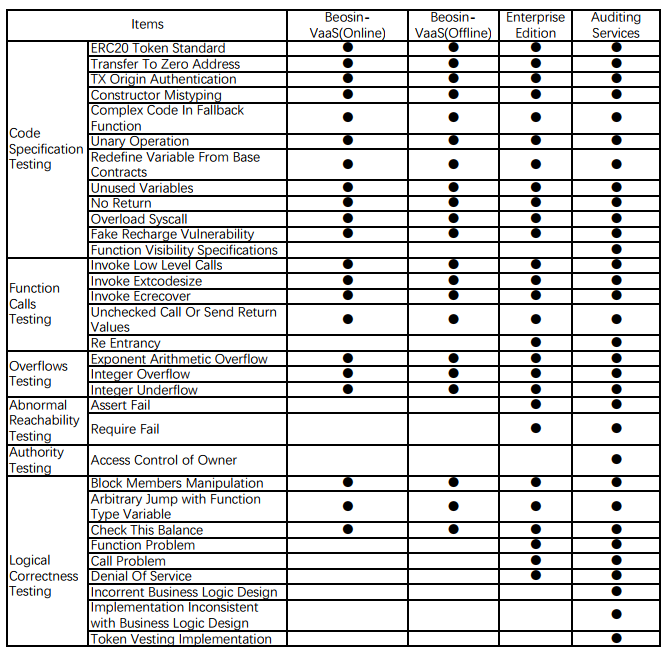 Items
Beosin-
VaaS(Online)
Beosin-
VaaS(Offline)
Enterprise
Edition
Auditing
Services
Code
Specification
Testing
ERC20 Token Standard
● ● ● ●
Transfer To Zero Address
● ● ● ●
TX Origin Authentication
● ● ● ●
Constructor Mistyping
● ● ● ●
Complex Code In Fallback
Function
● ● ● ●
Unary Operation
● ● ● ●
Redefine Variable From Base
Contracts
● ● ● ●
Unused Variables
● ● ● ●
No Return
● ● ● ●
Overload Syscall
● ● ● ●
Fake Recharge Vulnerability
● ● ● ●
Function Visibility Specifications
●
Function
Calls
Testing
Invoke Low Level Calls
● ● ● ●
Invoke Extcodesize
● ● ● ●
Invoke Ecrecover
● ● ● ●
Unchecked Call Or Send Return
Values
● ● ● ●
Re Entrancy
● ●
Overflows
Testing
Exponent Arithmetic Overflow
● ● ● ●
Integer Overflow
● ● ● ●
Integer Underflow
● ● ● ●
Abnormal
Reachability
Testing
Assert Fail
● ●
Require Fail
● ●
Authority
Testing
Access Control of Owner
●
Logical
Correctness
Testing
Block Members Manipulation
● ● ● ●
Arbitrary Jump with Function
Type Variable
● ● ● ●
Check This Balance
● ● ● ●
Function Problem
● ●
Call Problem
● ●
Denial Of Service
● ●
Incorrent Business Logic Design
●
Implementation Inconsistent
with Business Logic Design
●
Token Vesting Implementation
●